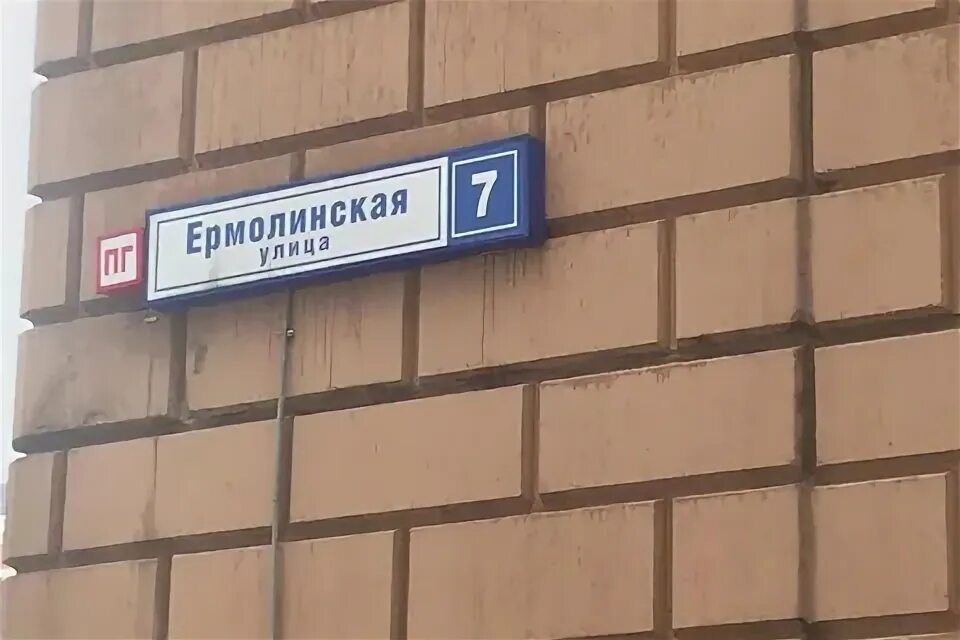 ПГ
Ермолинская
улица
7